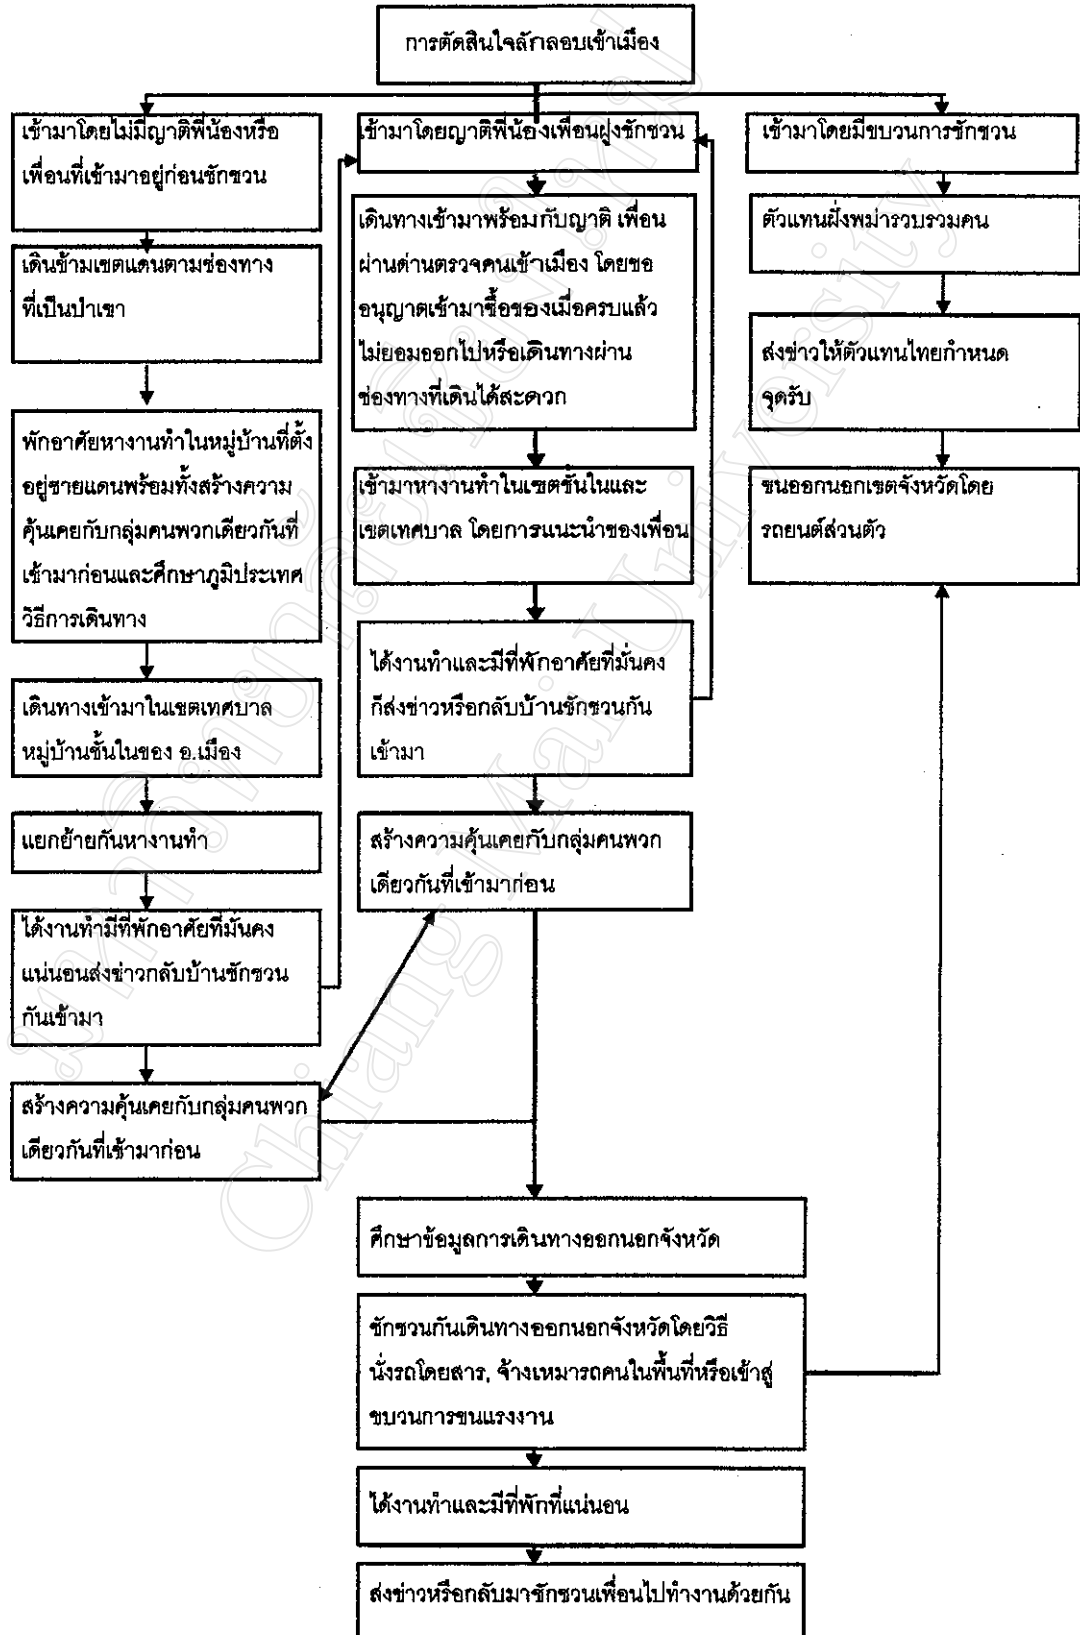 การตัดสินใจลักลอบเข้าเมือง
เข้ามาโดยไม่มีญาติพี่น้องหรือ
เพื่อนที่เข้ามาอยู่ก่อนชักชวน
เดินข้ามเขตแดนตามช่องทาง
ที่เป็นป่าเขา
พักอาศัยหางานทำในหมู่บ้านที่ตั้ง
อยู่ชายแดนพร้อมทั้งสร้างความ
คุ้นเคยกับกลุ่มคนพวกเดียวกันที่
เข้ามาก่อนและศึกษาภูมิประเทศ
วิธีการเดินทาง
เดินทางเข้ามาในเขตเทศบาล
หมู่บ้านชั้นในของ อ.เมือง
แยกย้ายกันหางานทำ
ได้งานทำมีที่พักอาศัยที่มั่นคง
แน่นอนส่งข่าวกลับบ้านชักชวน
กันเข้ามา
สร้างความคุ้นเคยกับกลุ่มคนพวก
เดียวกันที่เข้ามาก่อน
เข้ามาโดยญาติพี่น้องเพื่อนฝูงชักชวน
เดินทางเข้ามาพร้อมกับญาติ เพื่อน
ผ่านด่านตรวจคนเข้าเมือง โดยขอ
อนุญาตเข้ามาซื้อของเมื่อครบแล้ว
ไม่ยอมออกไปหรือเดินทางผ่าน
ช่องทางที่เดินได้สะดวก
เข้ามาหางานทำในเขตชั้นในและ
เขตเทศบาล โดยการแนะนำของเพื่อน
ได้งานทำและมีที่พักอาศัยที่มั่นคง
ก็ส่งข่าวหรือกลับบ้านชักชวนกัน
เข้ามา
สร้างความคุ้นเคยกับกลุ่มคนพวก
เดียวกันที่เข้ามาก่อน
เข้ามาโดยมีขบวนการชักชวน
ตัวแทนฝั่งพม่ารวบรวมคน
ส่งข่าวให้ตัวแทนไทยกำหนด
จุดรับ
ขนออกนอกเขตจังหวัดโดย
รถยนต์ส่วนตัว
ศึกษาข้อมูลการเดินทางออกนอกจังหวัด
ชักชวนกันเดินทางออกนอกจังหวัดโดยวิธี
นั่งรถโดยสาร, จ้างเหมารถคนในพื้นที่หรือเข้าสู่
ขบวนการขนแรงงาน
ได้งานทำและมีที่พักที่แน่นอน
ส่งข่าวหรือกลับมาชักชวนเพื่อนไปทำงานด้วยกัน
มหาวิทยาลัยเชียงใหม่
Chiang Mai University